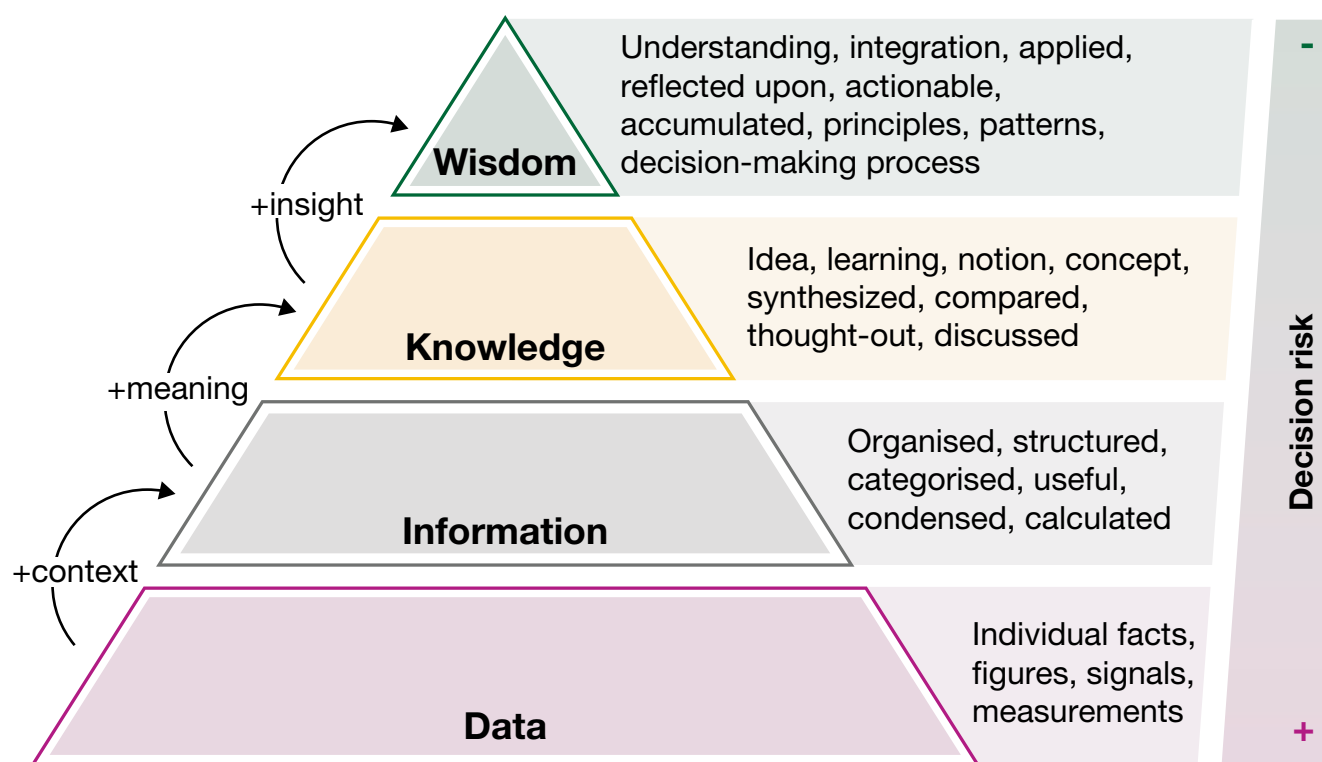 Understanding, integration, applied,
reflected upon, actionable,
accumulated, principles, patterns,
decision-making process
Wisdom
-
+insight
Idea, learning, notion, concept,
synthesized, compared,
thought-out, discussed
Knowledge
+meaning
Organised, structured,
categorised, useful,
condensed, calculated
Information
+context
Individual facts,
figures, signals,
measurements
Data
Decision risk
+